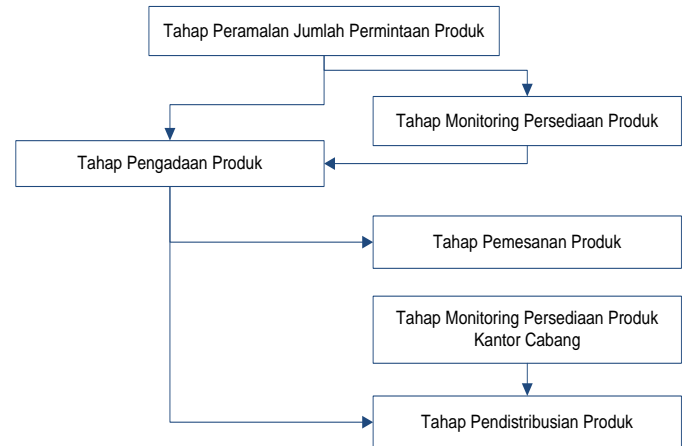 Tahap Peramalan Jumlah Permintaan Produk
Tahap Monitoring Persediaan Produk
Tahap Pengadaan Produk
Tahap Pemesanan Produk
Tahap Monitoring Persediaan Produk
Kantor Cabang
Tahap Pendistribusian Produk